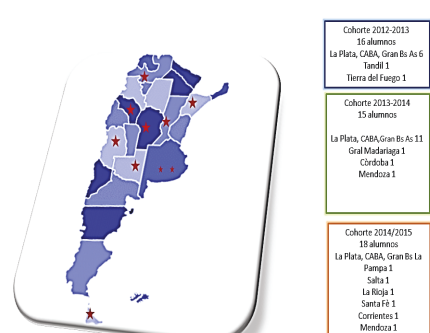 Cohorte 2012-2013
16 alumnos
La Plata, CABA, Gran Bs As 6
Tandil 1
Tierra del Fuego 1
Cohorte 2013-2014
15 alumnos
La Plata, CABA,Gran Bs As 11
Gral Madariaga 1
Còrdoba 1
Mendoza 1
Cohorte 2014/2015
18 alumnos
La Plata, CABA, Gran Bs La
Pampa 1
Salta 1
La Rioja 1
Santa Fè 1
Corrientes 1
Mendoza 1